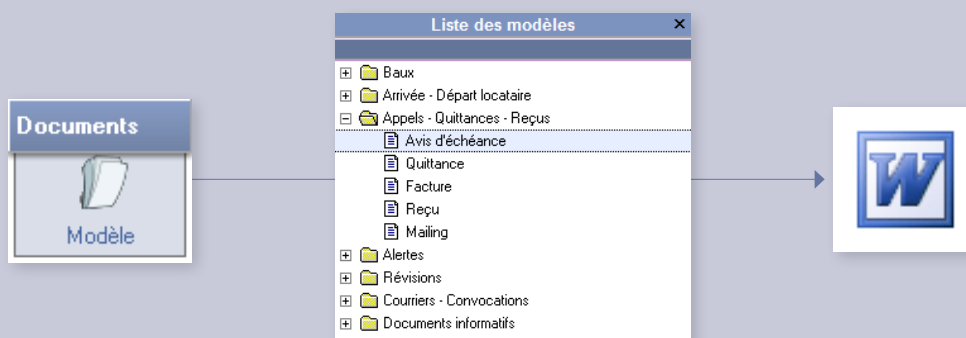 Liste des modèles
Baux
Arrivée - Départ locataire
Appels - Quittances - Reçus
Avis d'échéance
Quittance
Facture
Reçu
Mailing
Alertes
Révisions
Courriers - Convocations
Documents informatifs
Documents
Modèle
W